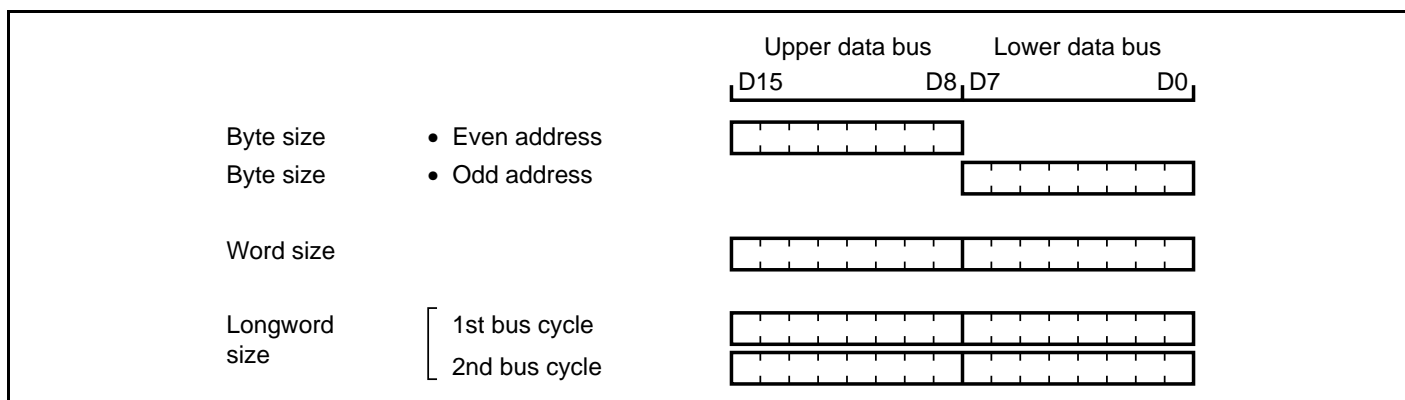 Upper data bus Lower data bus
D15 D8 D7 D0
Byte size • Even address
Byte size • Odd address
Word size
Longword size
1st bus cycle
2nd bus cycle